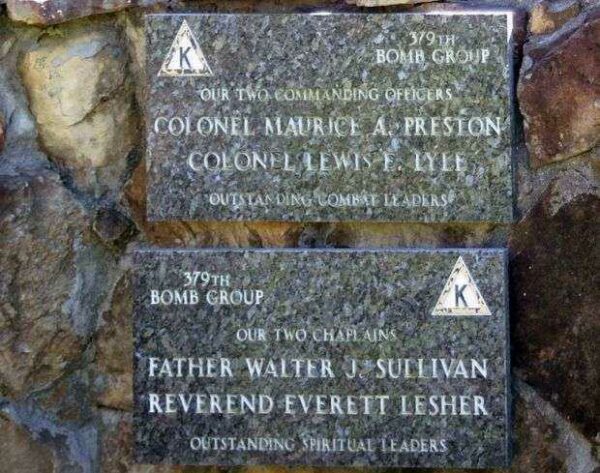 K
379TH
BOMB GROUP
OUR TWO COMMANDING OFFICERS
COLONEL MAURICE A. PRESTON
COLONEL LEWIS E. LYLE
OUTSTANDING COMBAT LEADERS
379TH
BOMB GROUP
K
OUR TWO CHAPLAINS
FATHER WALTER J. SULLIVAN
REVEREND EVERETT LESHER
OUTSTANDING SPIRITUAL LEADERS